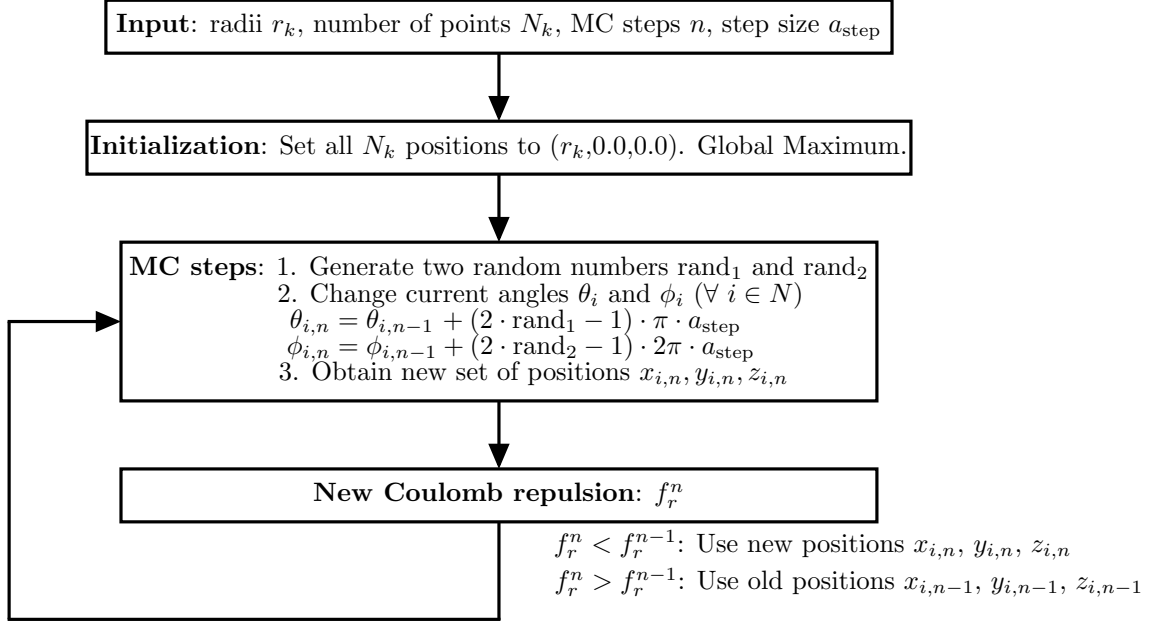 Input: radii r_k, number of points N_k, MC steps n, step size a_step
Initialization: Set all N_k positions to (r_k,0.0,0.0). Global Maximum.
MC steps: 1. Generate two random numbers rand_1 and rand_2
2. Change current angles θ_i and ϕ_i (∀ i ∈ N)
θ_{i,n} = θ_{i,n−1} + (2 · rand_1 − 1) · π · a_step
ϕ_{i,n} = ϕ_{i,n−1} + (2 · rand_2 − 1) · 2π · a_step
3. Obtain new set of positions x_{i,n}, y_{i,n}, z_{i,n}
New Coulomb repulsion: f_r^n
f_r^n < f_r^{n−1}: Use new positions x_{i,n}, y_{i,n}, z_{i,n}
f_r^n > f_r^{n−1}: Use old positions x_{i,n−1}, y_{i,n−1}, z_{i,n−1}